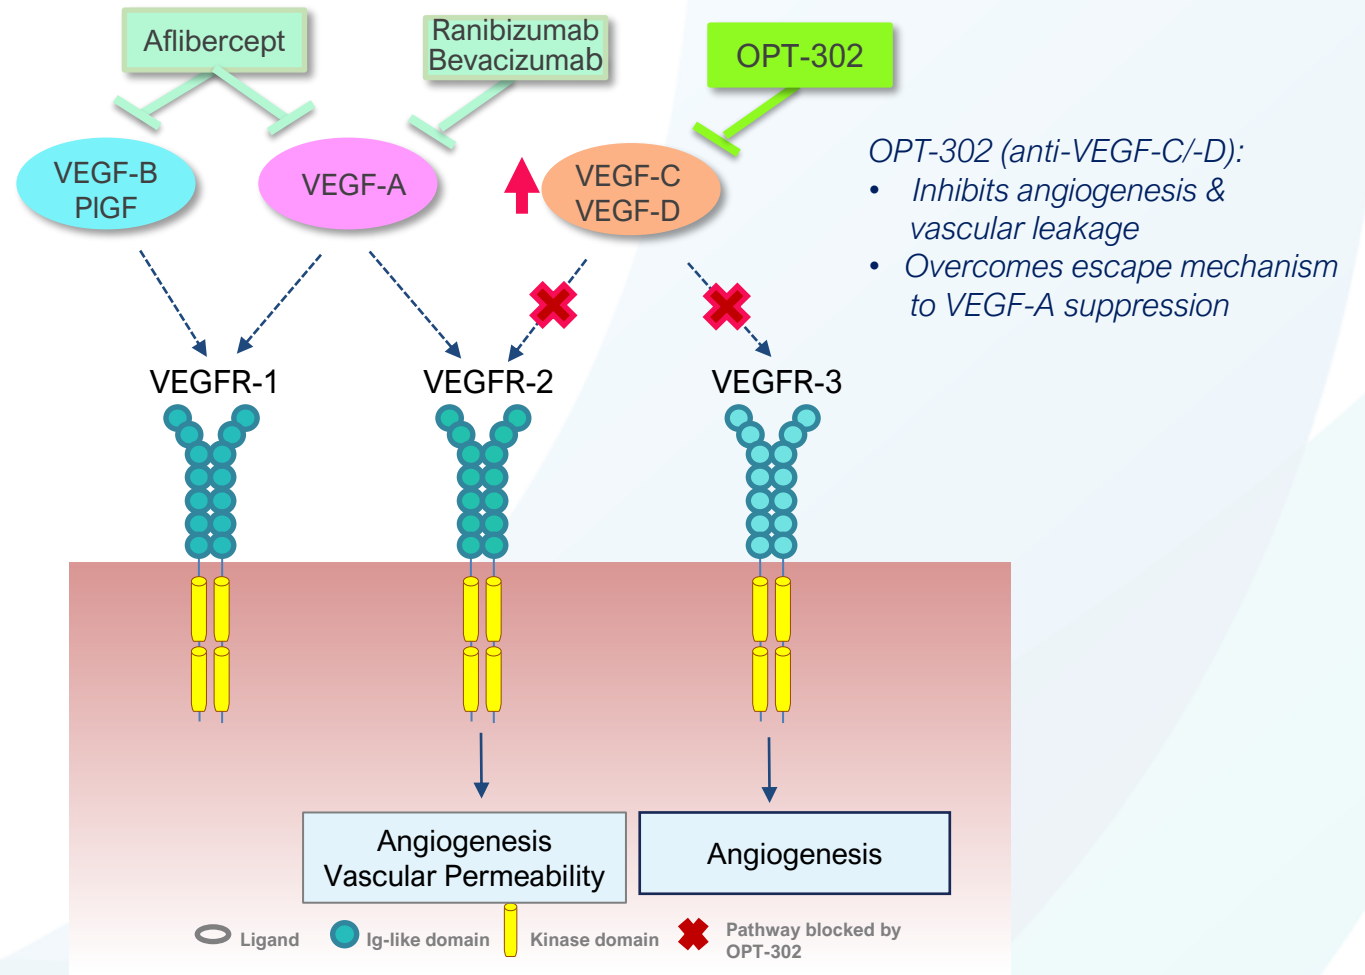 Aflibercept
Ranibizumab
Bevacizumab
OPT-302
VEGF-B
PlGF
VEGF-A
VEGF-C
VEGF-D
OPT-302 (anti-VEGF-C/-D):
• Inhibits angiogenesis &
vascular leakage
• Overcomes escape mechanism
to VEGF-A suppression
VEGFR-1
VEGFR-2
VEGFR-3
Angiogenesis
Vascular Permeability
Angiogenesis
Ligand
Ig-like domain
Kinase domain
Pathway blocked by
OPT-302